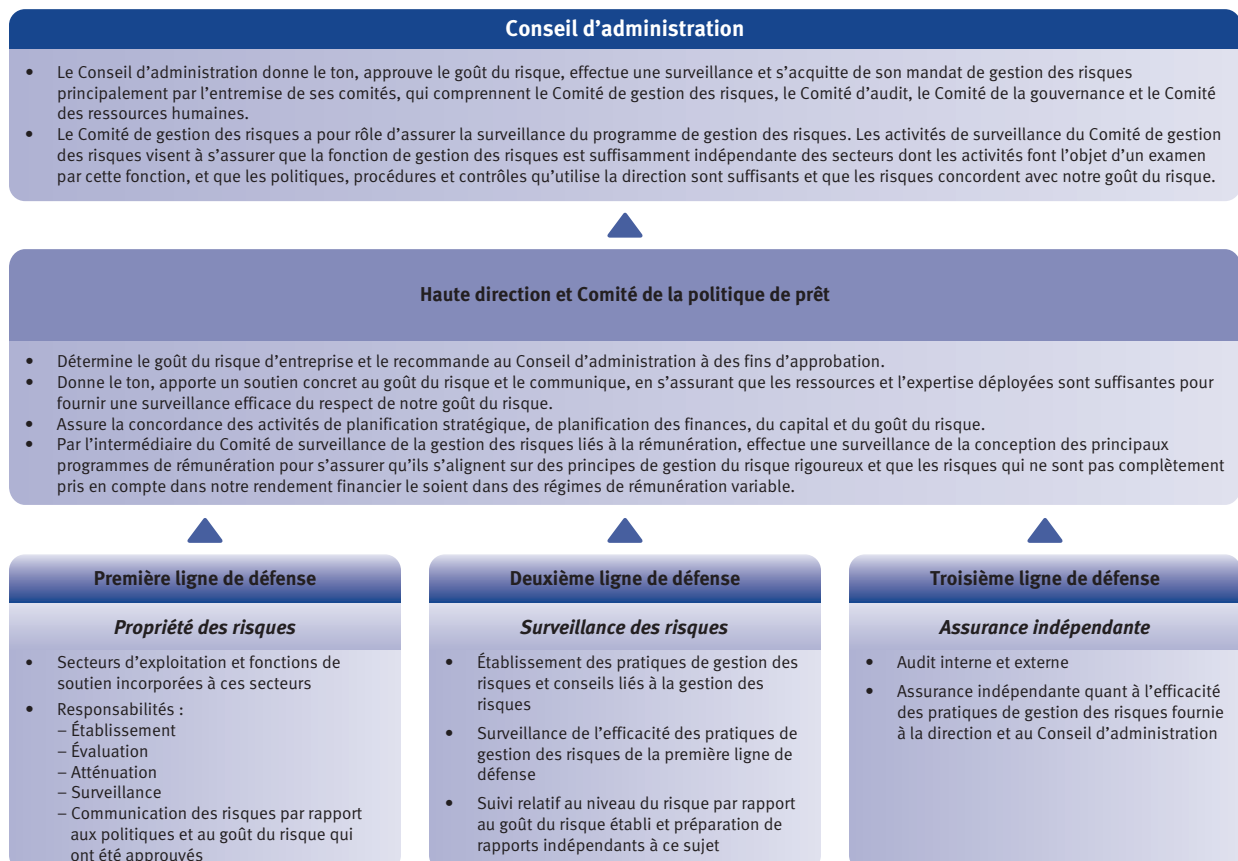 Conseil d’administration
• Le Conseil d’administration donne le ton, approuve le goût du risque, effectue une surveillance et s’acquitte de son mandat de gestion des risques
principalement par l’entremise de ses comités, qui comprennent le Comité de gestion des risques, le Comité d’audit, le Comité de la gouvernance et le Comité
des ressources humaines.
• Le Comité de gestion des risques a pour rôle d’assurer la surveillance du programme de gestion des risques. Les activités de surveillance du Comité de gestion
des risques visent à s’assurer que la fonction de gestion des risques est suffisamment indépendante des secteurs dont les activités font l’objet d’un examen
par cette fonction, et que les politiques, procédures et contrôles qu’utilise la direction sont suffisants et que les risques concordent avec notre goût du risque.
Haute direction et Comité de la politique de prêt
• Détermine le goût du risque d’entreprise et le recommande au Conseil d’administration à des fins d’approbation.
• Donne le ton, apporte un soutien concret au goût du risque et le communique, en s’assurant que les ressources et l’expertise déployées sont suffisantes pour
fournir une surveillance efficace du respect de notre goût du risque.
• Assure la concordance des activités de planification stratégique, de planification des finances, du capital et du goût du risque.
• Par l’intermédiaire du Comité de surveillance de la gestion des risques liés à la rémunération, effectue une surveillance de la conception des principaux
programmes de rémunération pour s’assurer qu’ils s’alignent sur des principes de gestion du risque rigoureux et que les risques qui ne sont pas complètement
pris en compte dans notre rendement financier le soient dans des régimes de rémunération variable.
Première ligne de défense
Propriété des risques
• Secteurs d’exploitation et fonctions de
soutien incorporées à ces secteurs
• Responsabilités :
– Établissement
– Évaluation
– Atténuation
– Surveillance
– Communication des risques par rapport
aux politiques et au goût du risque qui
ont été approuvés
Deuxième ligne de défense
Surveillance des risques
• Établissement des pratiques de gestion des
risques et conseils liés à la gestion des
risques
• Surveillance de l’efficacité des pratiques de
gestion des risques de la première ligne de
défense
• Suivi relatif au niveau du risque par rapport
au goût du risque établi et préparation de
rapports indépendants à ce sujet
Troisième ligne de défense
Assurance indépendante
• Audit interne et externe
• Assurance indépendante quant à l’efficacité
des pratiques de gestion des risques fournie
à la direction et au Conseil d’administration